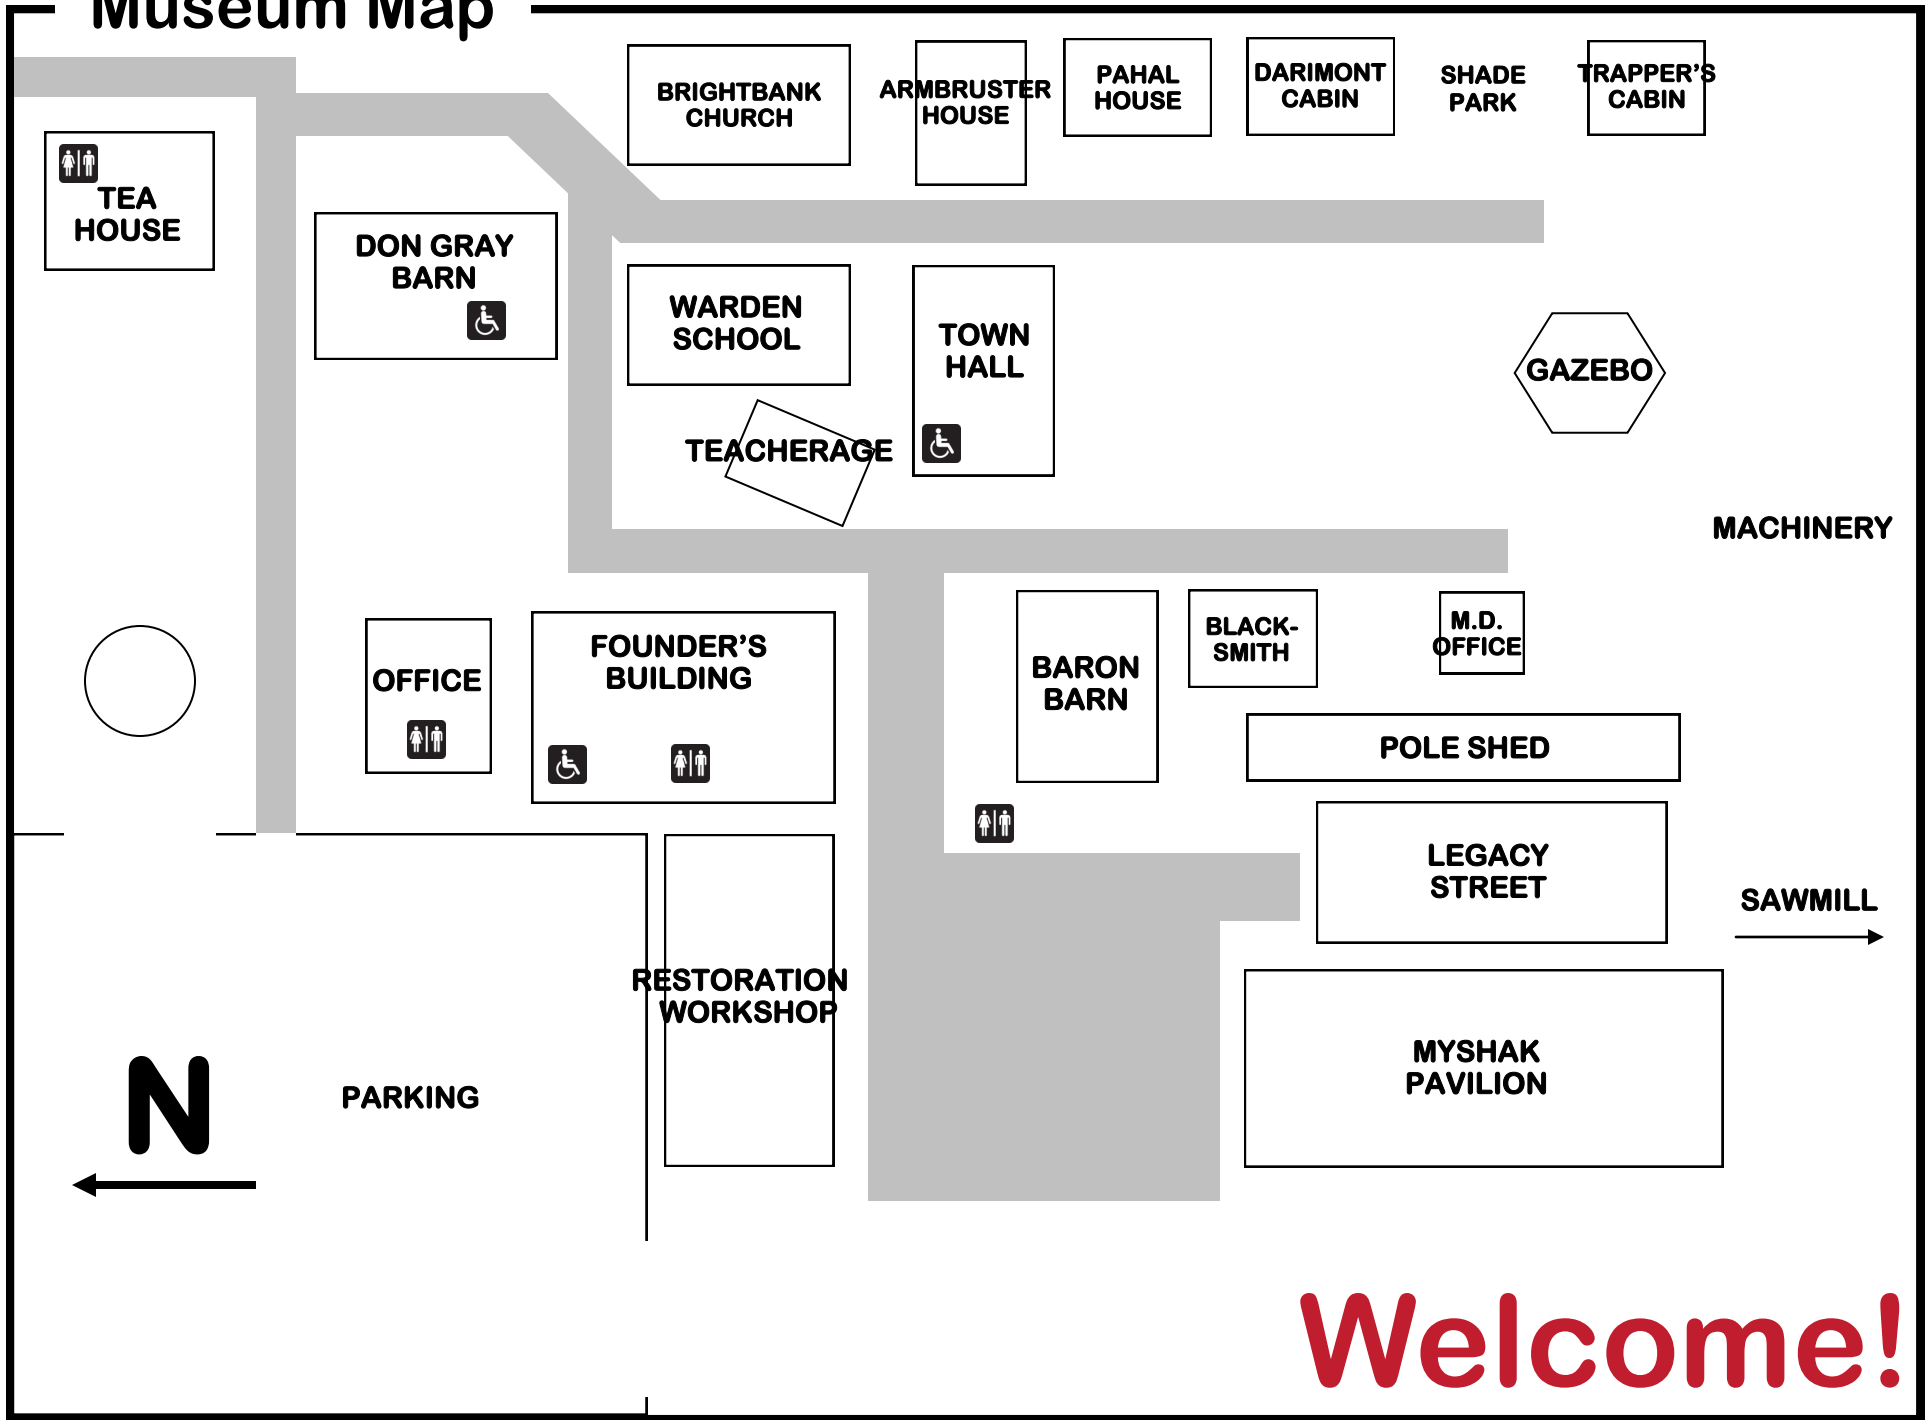 Museum Map
BRIGHTBANK
CHURCH
ARMBRUSTER
HOUSE
PAHAL
HOUSE
DARIMONT
CABIN
SHADE
PARK
TRAPPER'S
CABIN
TEA
HOUSE
DON GRAY
BARN
WARDEN
SCHOOL
TOWN
HALL
GAZEBO
TEACHERAGE
MACHINERY
OFFICE
FOUNDER'S
BUILDING
BARON
BARN
BLACK-
SMITH
M.D.
OFFICE
POLE SHED
LEGACY
STREET
SAWMILL
RESTORATION
WORKSHOP
MYSHAK
PAVILION
N
PARKING
Welcome!